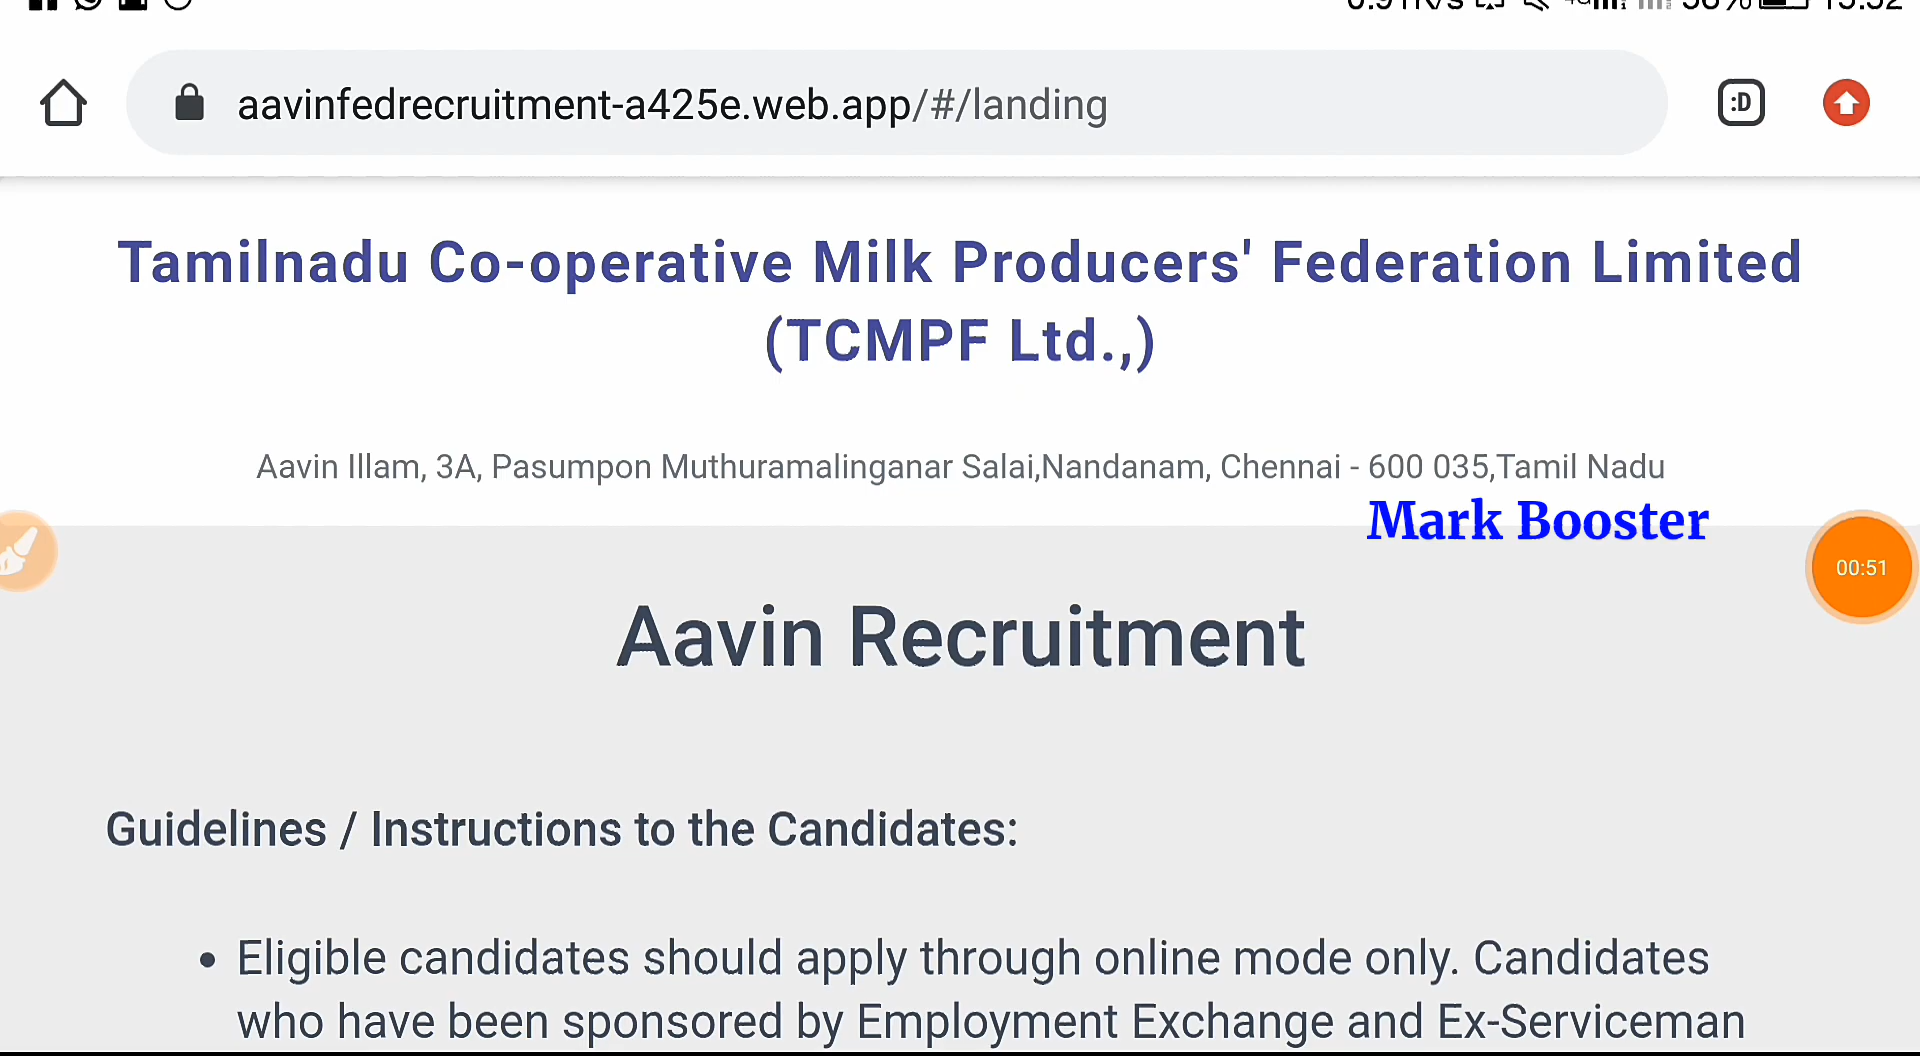 aavinfedrecruitment-a425e.web.app/#/landing
:D
Tamilnadu Co-operative Milk Producers' Federation Limited
(TCMPF Ltd.,)
Aavin Illam, 3A, Pasumpon Muthuramalinganar Salai,Nandanam, Chennai - 600 035,Tamil Nadu
Mark Booster
00:51
Aavin Recruitment
Guidelines / Instructions to the Candidates:
• Eligible candidates should apply through online mode only. Candidates
who have been sponsored by Employment Exchange and Ex-Serviceman